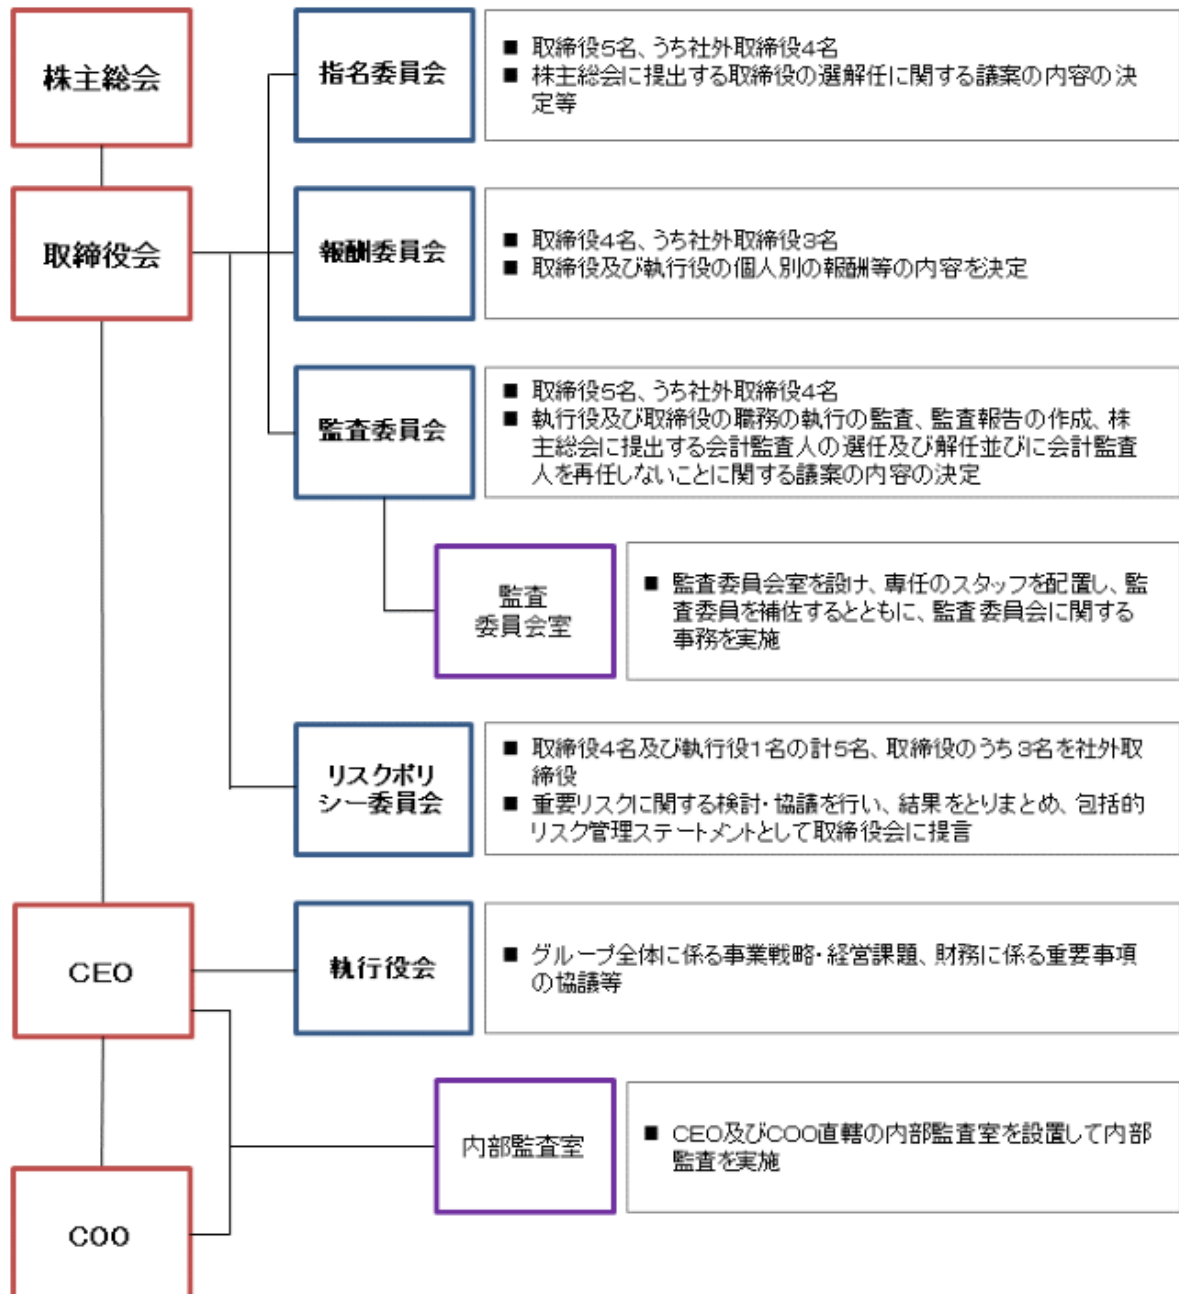 株主総会
指名委員会
■ 取締役5名、うち社外取締役4名
■ 株主総会に提出する取締役の選解任に関する議案の内容の決
定等
取締役会
報酬委員会
■ 取締役4名、うち社外取締役3名
■ 取締役及び執行役の個人別の報酬等の内容を決定
監査委員会
■ 取締役5名、うち社外取締役4名
■ 執行役及び取締役の職務の執行の監査、監査報告の作成、株
主総会に提出する会計監査人の選任及び解任並びに会計監査
人を再任しないことに関する議案の内容の決定
監査
委員会室
■ 監査委員会室を設け、専任のスタッフを配置し、監
査委員を補佐するとともに、監査委員会に関する
事務を実施
リスクポリ
シー委員会
■ 取締役4名及び執行役1名の計5名、取締役のうち3名を社外取
締役
■ 重要リスクに関する検討・協議を行い、結果をとりまとめ、包括的
リスク管理ステートメントとして取締役会に提言
CEO
執行役会
■ グループ全体に係る事業戦略・経営課題、財務に係る重要事項
の協議等
内部監査室
■ CEO及びCOO直轄の内部監査室を設置して内部
監査を実施
COO